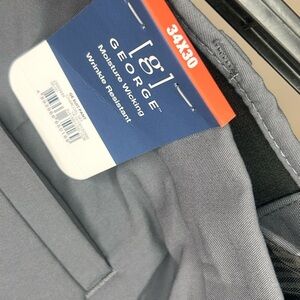 34X30
[g]
GEORGE
Moisture Wicking
Wrinkle Resistant